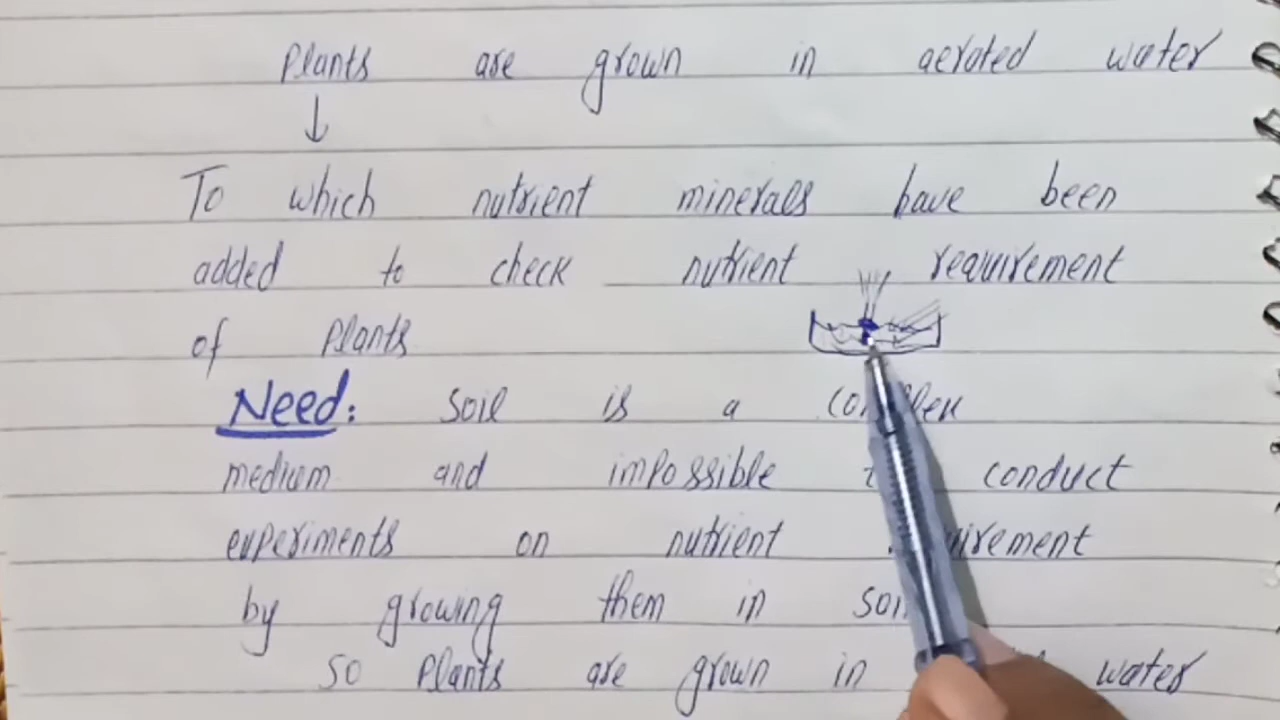 Plants are grown in aerated water
To which nutrient minerals have been
added to check nutrient requirement
of plants
Need: Soil is a
medium and impossible conduct
experiments on nutrient
by growing them in
So plants are grown in water